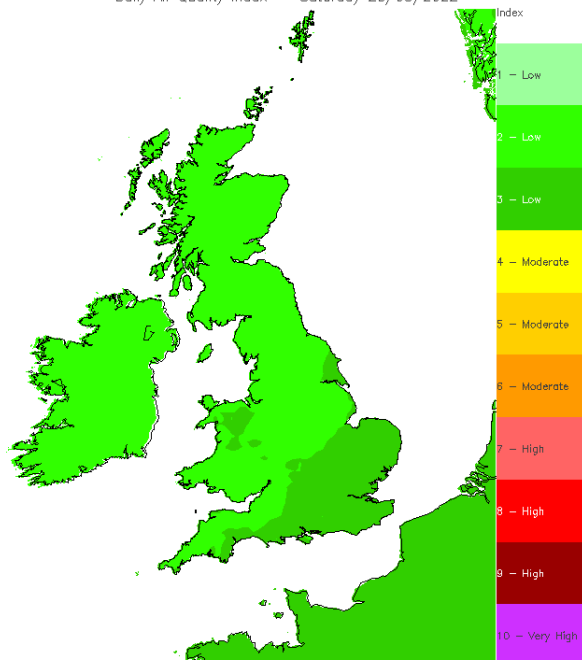 Index
1 - Low
2 - Low
3 - Low
4 - Moderate
5 - Moderate
6 - Moderate
7 - High
8 - High
9 - High
10 - Very High